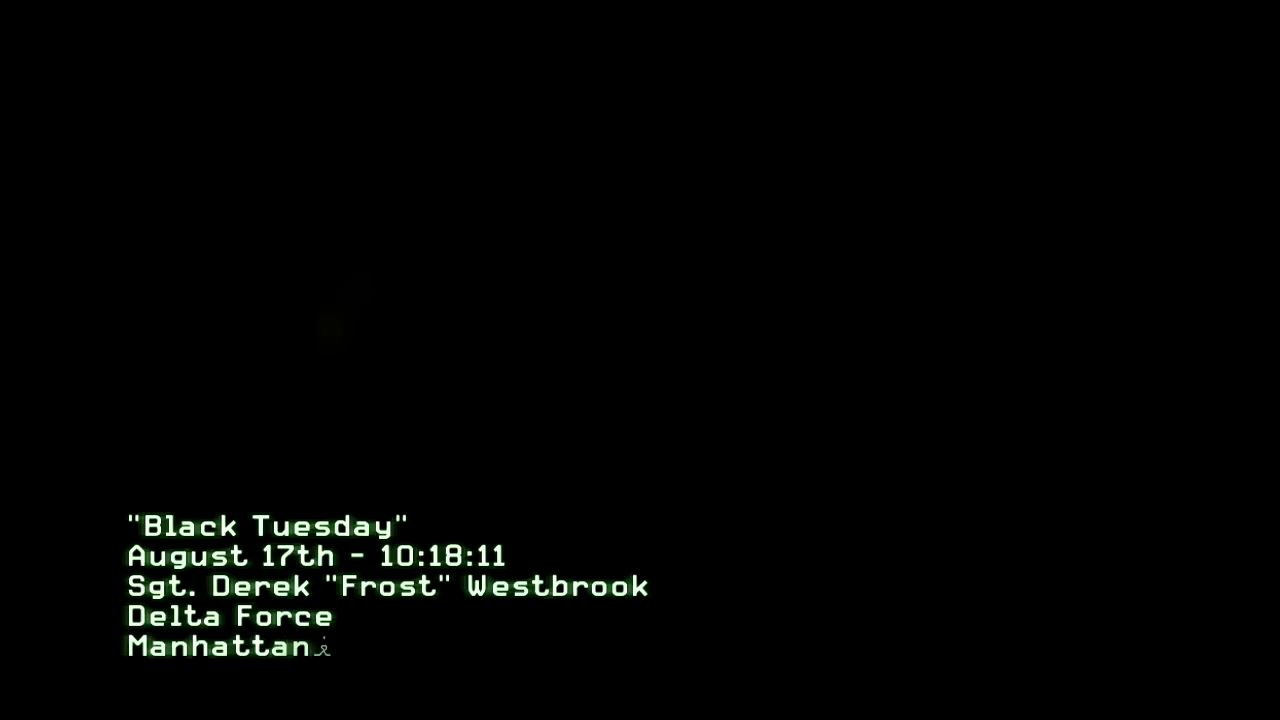 "Black Tuesday"
August 17th - 10:18:11
Sgt. Derek "Frost" Westbrook
Delta Force
Manhattan